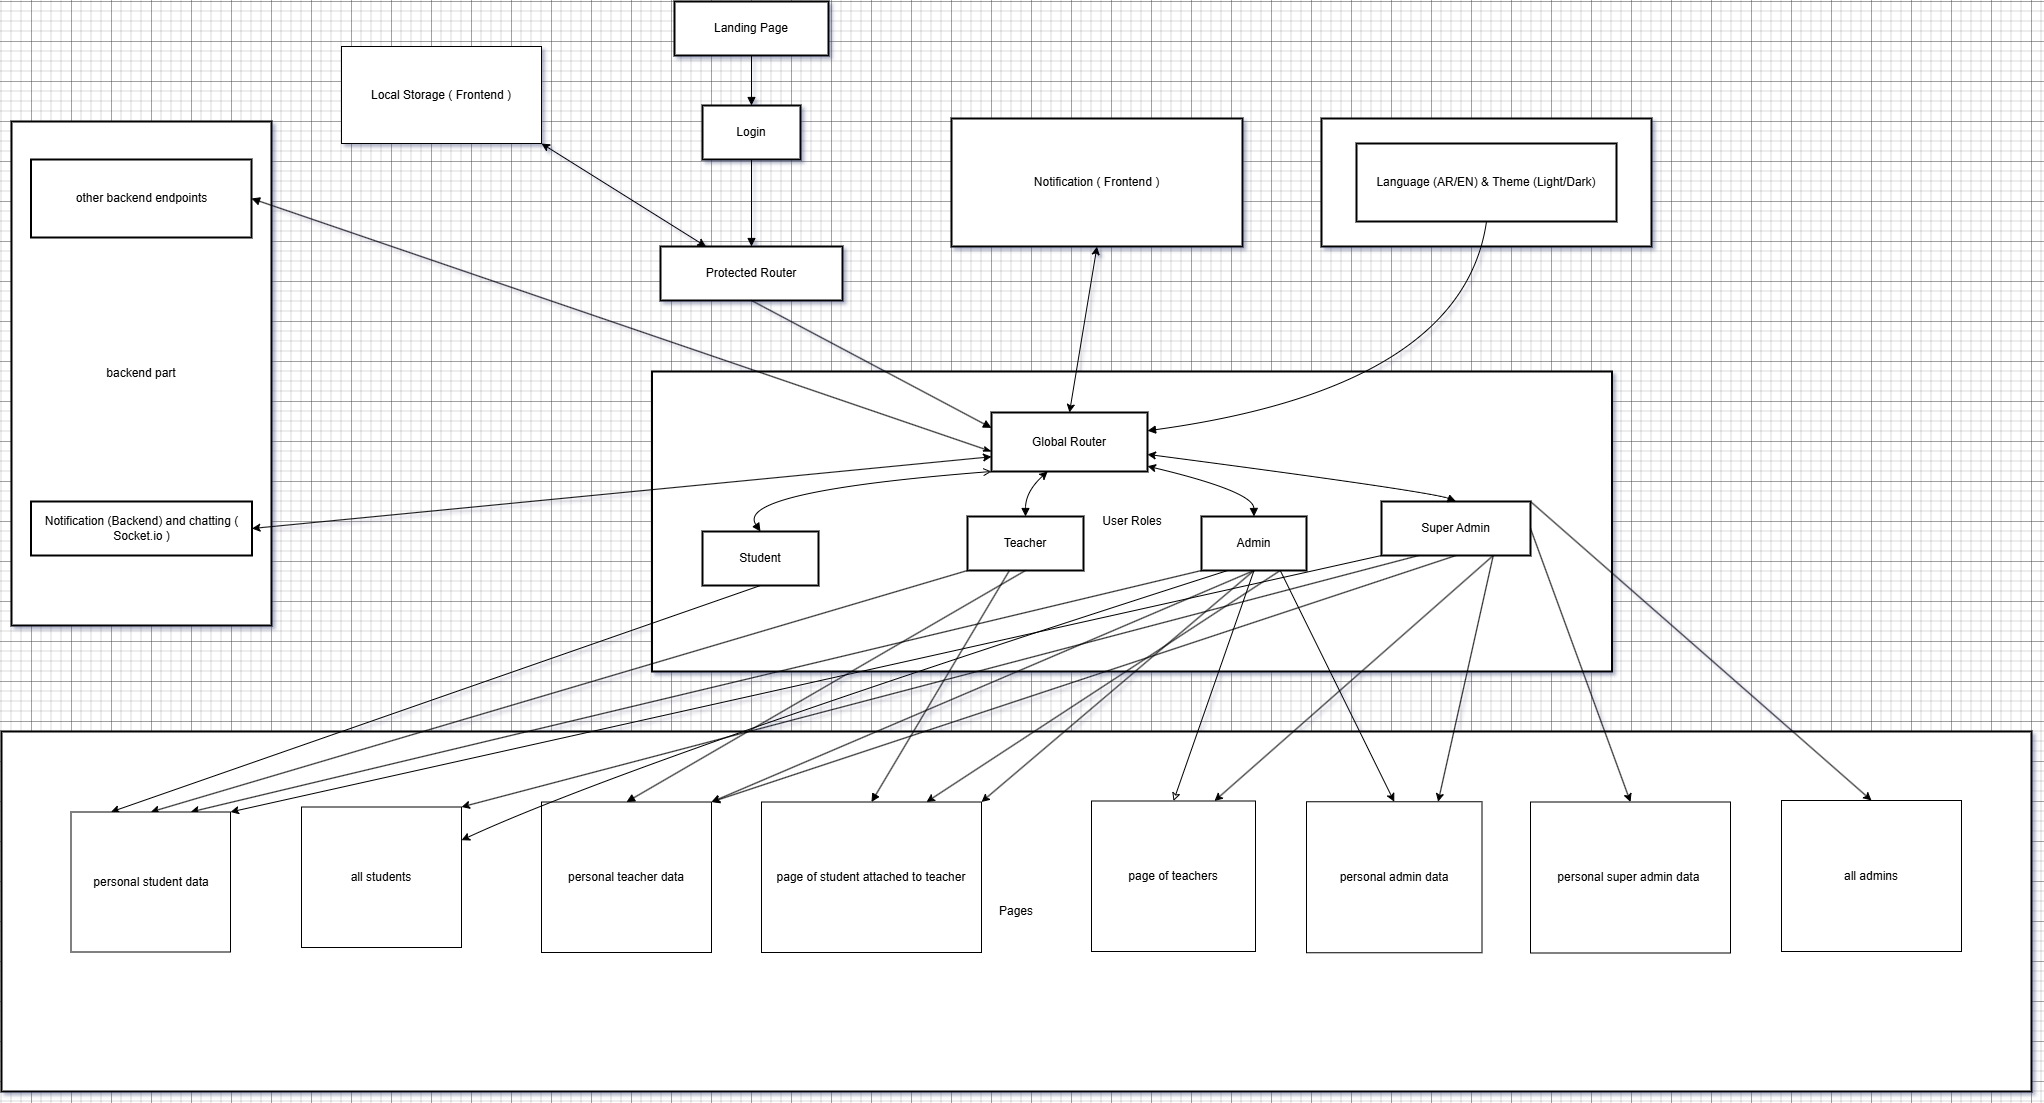 Landing Page
Local Storage ( Frontend )
Login
Notification ( Frontend )
Language (AR/EN) & Theme (Light/Dark)
other backend endpoints
Protected Router
backend part
Global Router
Notification (Backend) and chatting (
Socket.io )
User Roles
Student
Teacher
Admin
Super Admin
personal student data
all students
personal teacher data
page of student attached to teacher
Pages
page of teachers
personal admin data
personal super admin data
all admins